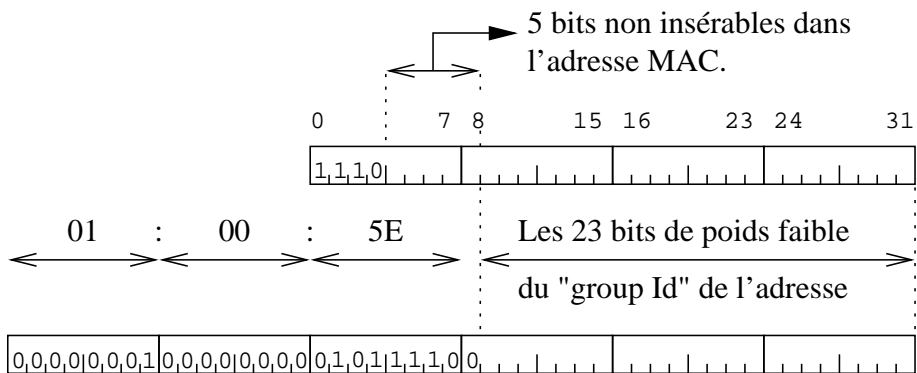 5 bits non insérables dans
l'adresse MAC.
0 7 8 15 16 23 24 31
1 1 1 0
01 : 00 : 5E Les 23 bits de poids faible
du "group Id" de l'adresse
0 0 0 0 0 0 0 1 0 0 0 0 0 0 0 0 0 1 0 1 1 1 1 0 0